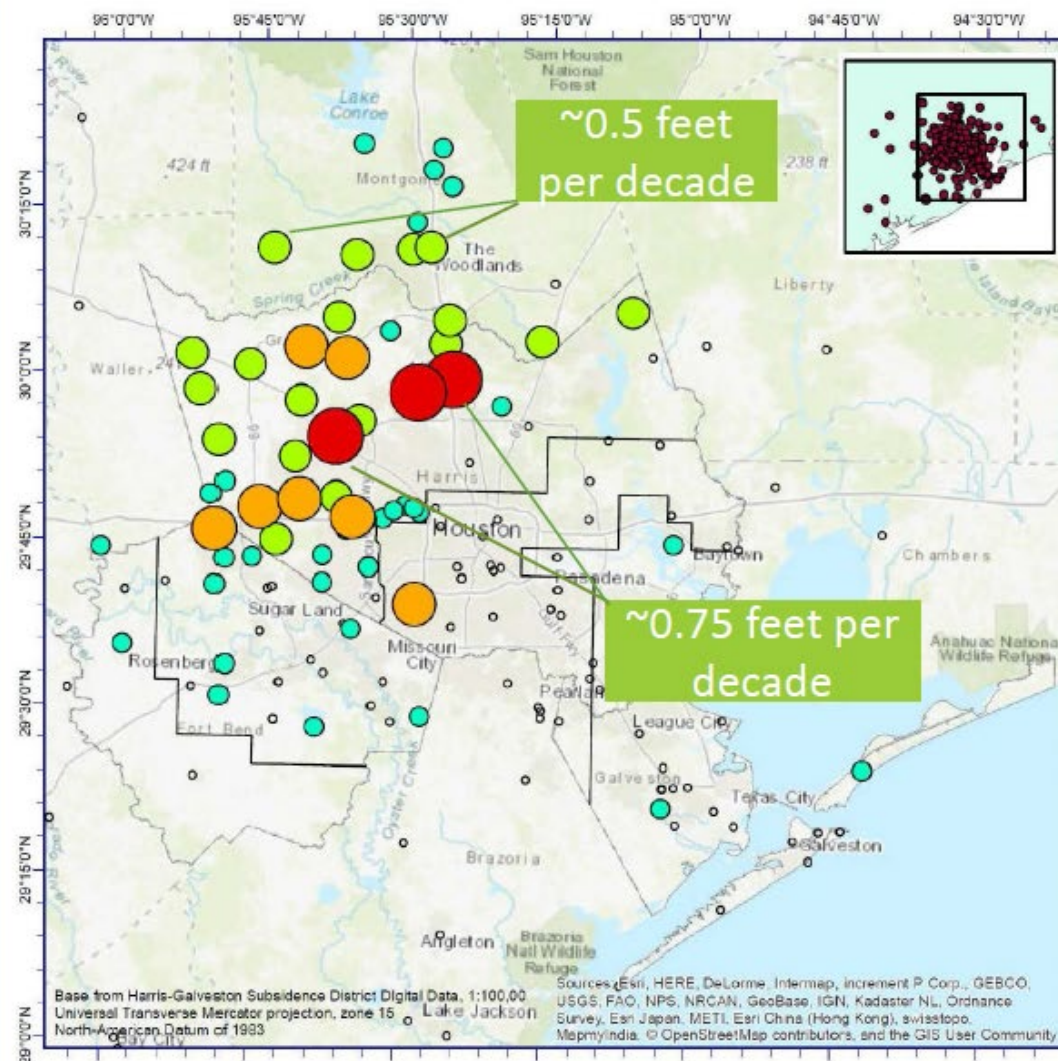 96°0'0"W
95°45'0"W
95°30'0"W
95°15'0"W
95°0'0"W
94°45'0"W
94°30'0"W
Sam Houston
National
Forest
Lake
Conroe
~0.5 feet
per decade
424 ft
238 ft
30°15'0"N
The
Woodlands
Spring Creek
Liberty
Waller
30°0'0"N
Harris
Houston
29°45'0"N
Baytown
Chambers
Pasadena
Sugar Land
~0.75 feet per
decade
Missouri
City
Anahuac National
Wildlife Refuge
Rosenberg
29°30'0"N
Fort Bend
League City
Galveston
Texas City
Oyster Creek
Galveston
29°15'0"N
Brazoria
Angleton
Brazoria
Natl Wildlife
Refuge
Base from Harris-Galveston Subsidence District Digital Data, 1:100,00
Universal Transverse Mercator projection, zone 15
North-American Datum of 1983
Lake Jackson
Sources: Esri, HERE, DeLorme, Intermap, increment P Corp., GEBCO,
USGS, FAO, NPS, NRCAN, GeoBase, IGN, Kadaster NL, Ordnance
Survey, Esri Japan, METI, Esri China (Hong Kong), swisstopo,
MapmyIndia, © OpenStreetMap contributors, and the GIS User Community
29°0'0"N
Bay City